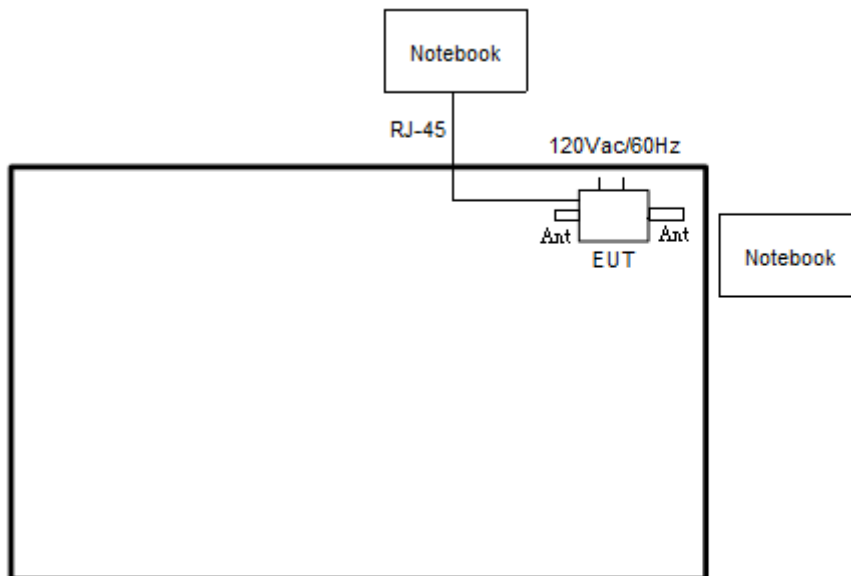 Notebook
RJ-45
120Vac/60Hz
Ant
Ant
EUT
Notebook